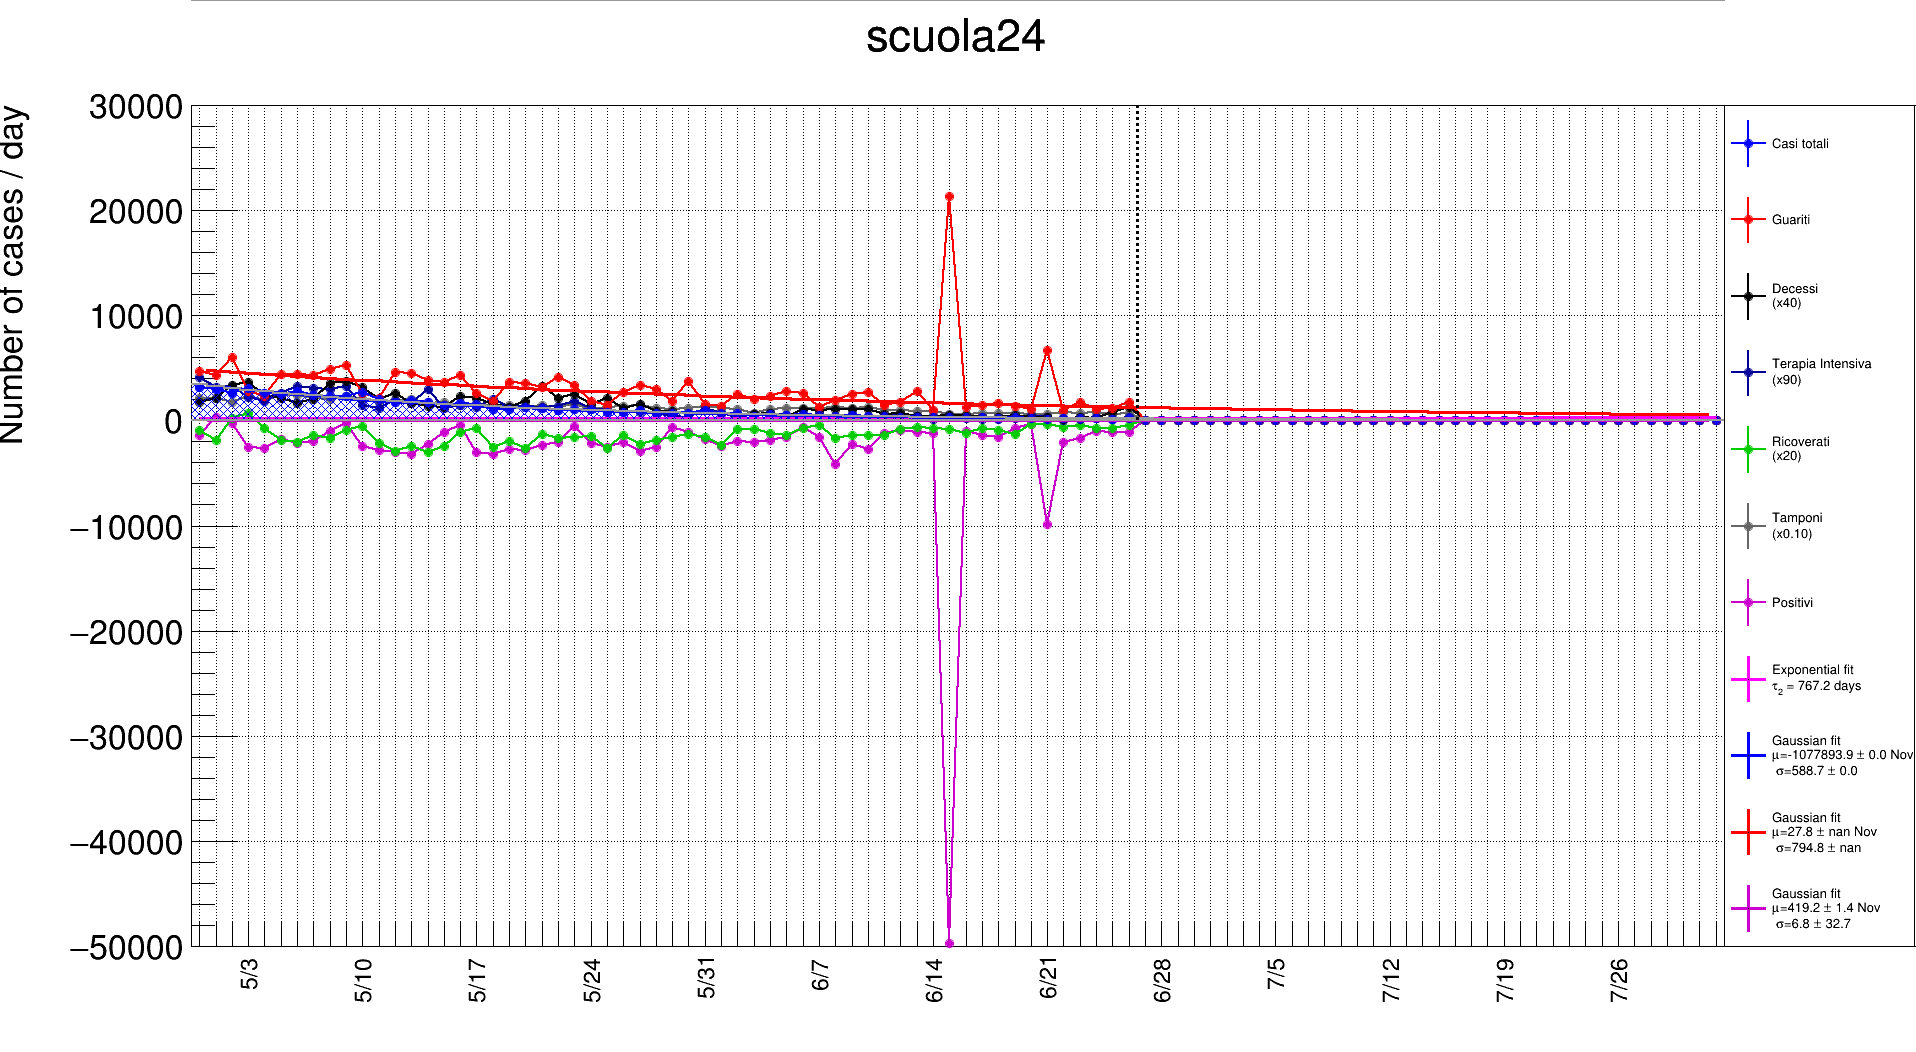 scuola24
Number of cases / day
30000
20000
10000
0
−10000
−20000
−30000
−40000
−50000
5/3
5/10
5/17
5/24
5/31
6/7
6/14
6/21
6/28
7/5
7/12
7/19
7/26
Casi totali
Guariti
Decessi
(x40)
Terapia Intensiva
(x90)
Ricoverati
(x20)
Tamponi
(x0.10)
Positivi
Exponential fit
τ2 = 767.2 days
Gaussian fit
μ=-1077893.9 ± 0.0 Nov
σ=588.7 ± 0.0
Gaussian fit
μ=27.8 ± nan Nov
σ=794.8 ± nan
Gaussian fit
μ=419.2 ± 1.4 Nov
σ=6.8 ± 32.7